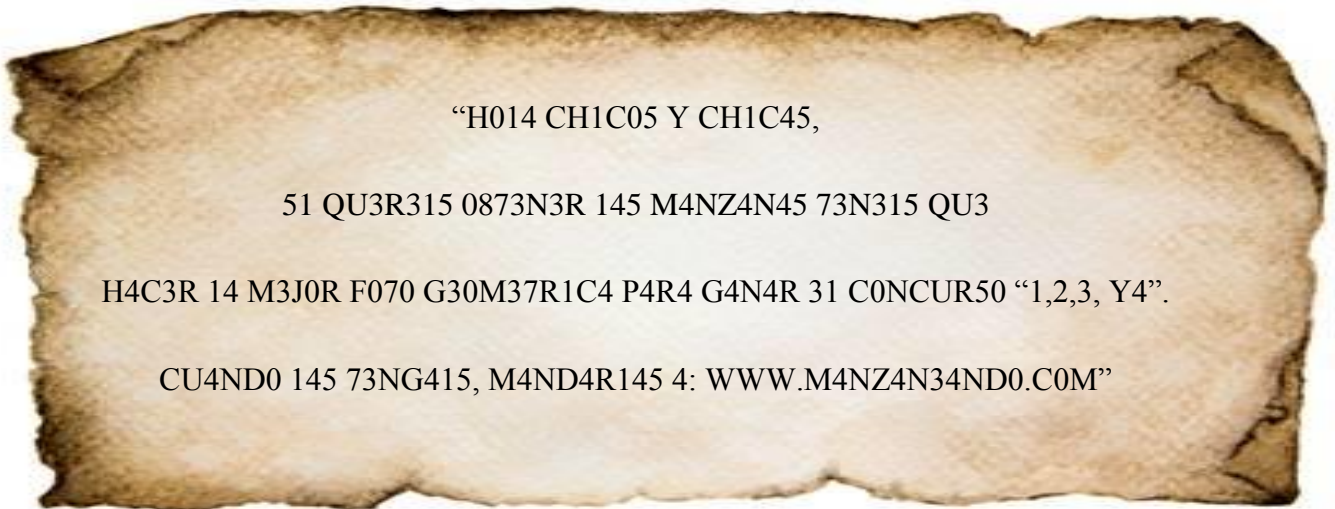 “H014 CH1C05 Y CH1C45,
51 QU3R315 0873N3R 145 M4NZ4N45 73N315 QU3
H4C3R 14 M3J0R F070 G30M37R1C4 P4R4 G4N4R 31 C0NCUR50 “1,2,3, Y4”.
CU4ND0 145 73NG415, M4ND4R145 4: WWW.M4NZ4N34ND0.C0M”